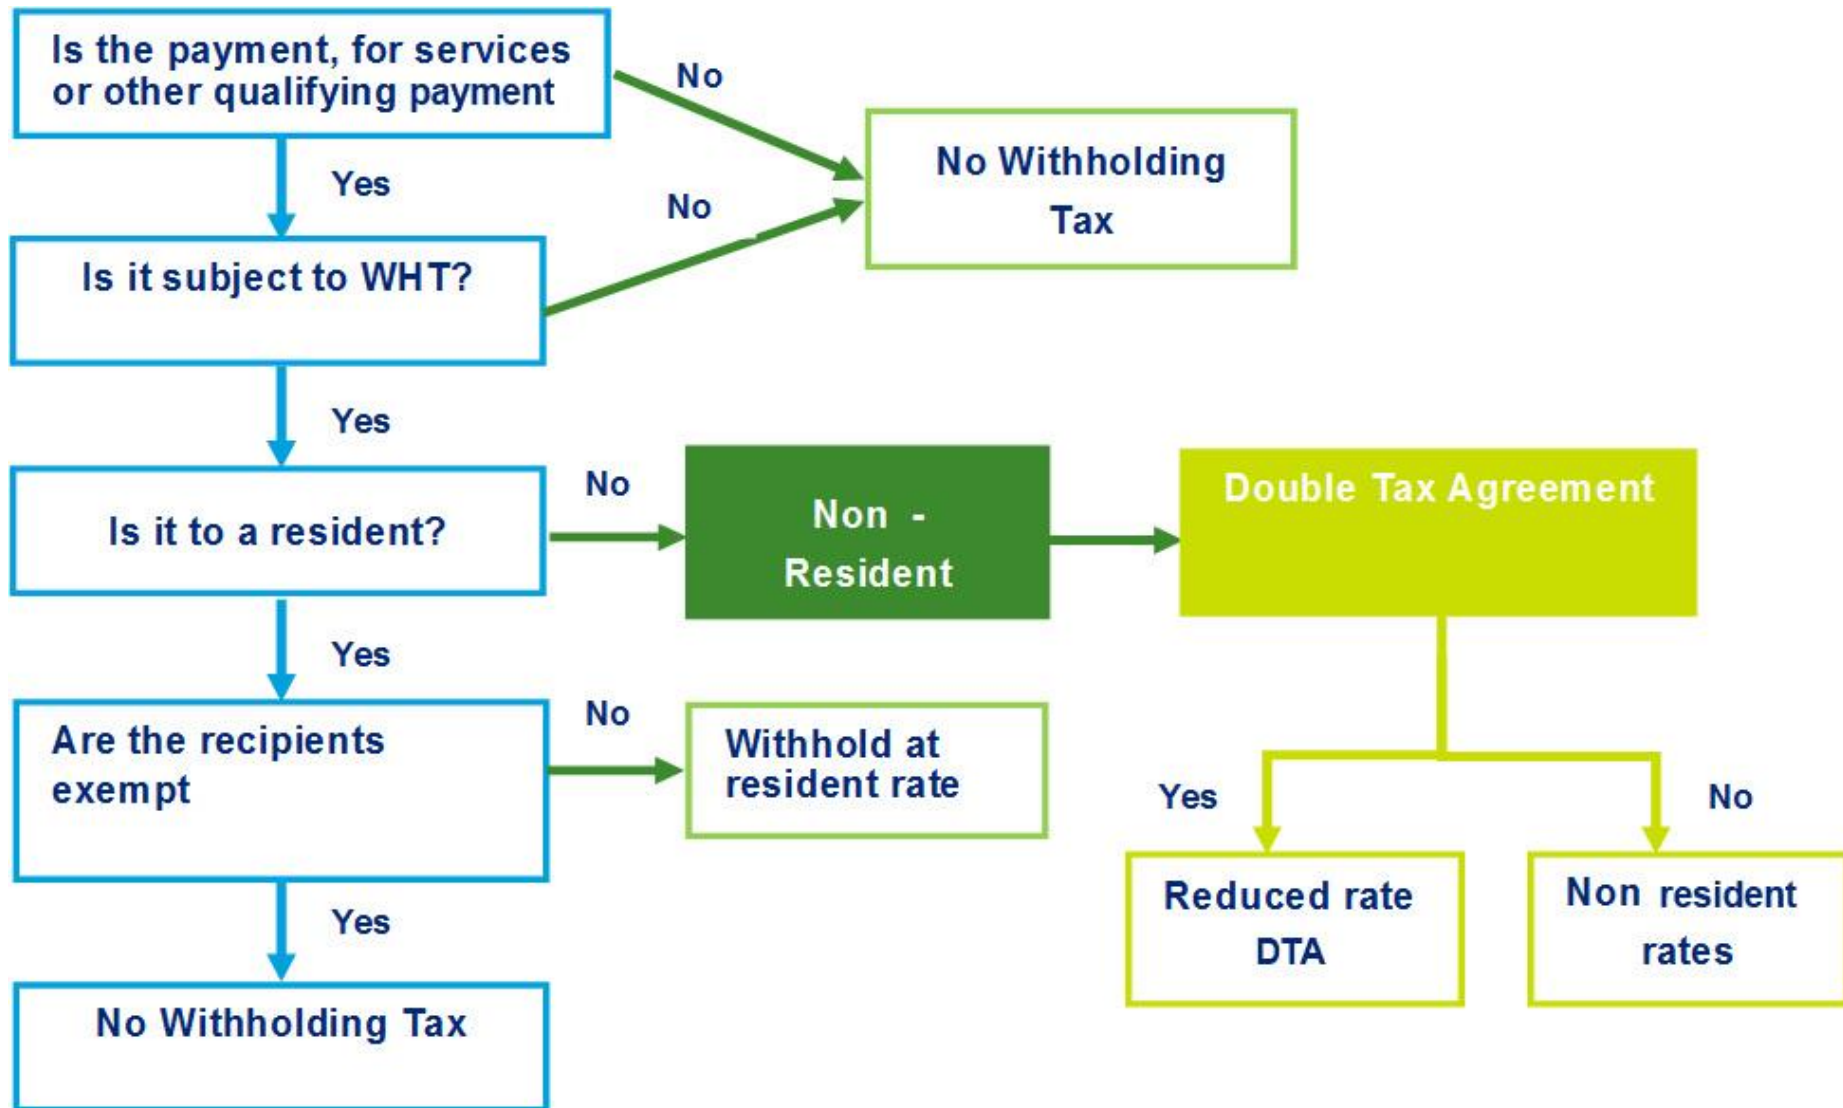 Is the payment, for services
or other qualifying payment
No
Yes
No Withholding
Tax
No
Is it subject to WHT?
Yes
Is it to a resident?
No
Non -
Resident
Double Tax Agreement
Yes
Are the recipients
exempt
No
Withhold at
resident rate
Yes
No
Reduced rate
DTA
Non resident
rates
Yes
No Withholding Tax